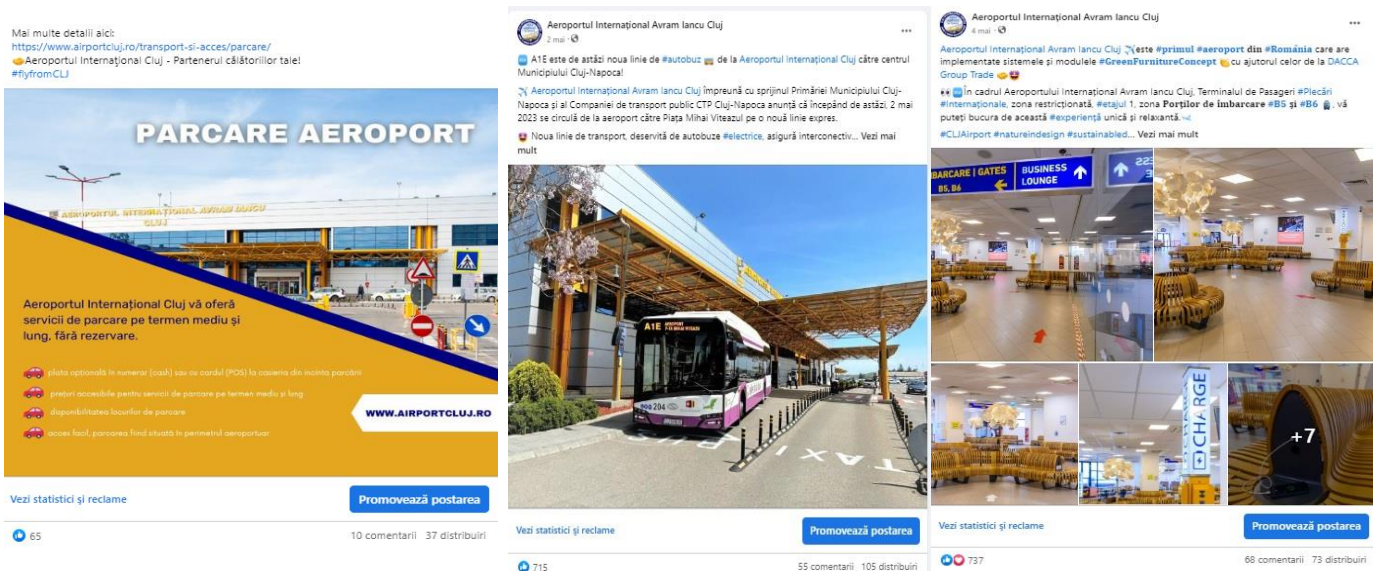 Mai multe detalii aici:
https://www.airportcluj.ro/transport-si-acces/parcare/
Aeroportul Internațional Cluj - Partenerul călătoriilor tale!
#flyfromCLJ
PARCARE AEROPORT
AEROPORTUL INTERNAȚIONAL AVRAM IANCU
CLUJ
Aeroportul Internațional Cluj vă oferă
servicii de parcare pe termen mediu și
lung, fără rezervare.
plata opțională în numerar (cash) sau cu cardul (POS) la casieria din incinta parcării
prețuri accesibile pentru servicii de parcare pe termen mediu și lung
disponibilitatea locurilor de parcare
acces facil, parcarea fiind situată în perimetrul aeroportuar
WWW.AIRPORTCLUJ.RO
Vezi statistici și reclame
Promovează postarea
65
10 comentarii 37 distribuiri
Aeroportul Internațional Avram Iancu Cluj
2 mai
A1E este de astăzi noua linie de #autobuz de la Aeroportul Internațional Cluj către centrul
Municipiului Cluj-Napoca!
Aeroportul Internațional Avram Iancu Cluj împreună cu sprijinul Primăriei Municipiului Cluj-
Napoca și al Companiei de transport public CTP Cluj-Napoca anunță că începând de astăzi, 2 mai
2023 se circulă de la aeroport către Piața Mihai Viteazul pe o nouă linie expres.
Noua linie de transport, deservită de autobuze #electrice, asigură interconectiv... Vezi mai
mult
A1E AEROPORT
P-ȚA MIHAI VITEAZU
204
BUS
TAXI
Vezi statistici și reclame
Promovează postarea
715
55 comentarii 105 distribuiri
Aeroportul Internațional Avram Iancu Cluj
4 mai
Aeroportul Internațional Avram Iancu Cluj este #primul #aeroport din #România care are
implementate sistemele și modulele #GreenFurnitureConcept cu ajutorul celor de la DACCA
Group Trade
În cadrul Aeroportului Internațional Avram Iancu Cluj, Terminalul de Pasageri #Plecări
#Internaționale, zona restricționată, #etajul 1, zona Porților de îmbarcare #B5 și #B6, vă
puteți bucura de această #experiență unică și relaxantă.
#CLJAirport #natureindesign #sustainabled... Vezi mai mult
BARCARE | GATES
B5, B6
BUSINESS
LOUNGE
CHARGE
+7
Vezi statistici și reclame
Promovează postarea
737
68 comentarii 73 distribuiri